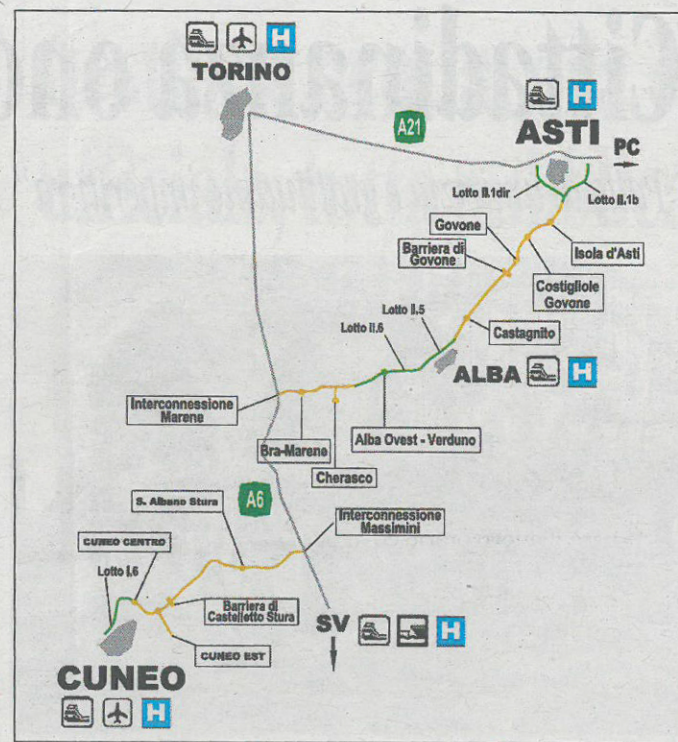 H
TORINO
A21
H
ASTI
PC
Lotto II.1dir
Lotto II.1b
Govone
Barriera di
Govone
Isola d'Asti
Costigliole
Govone
Lotto II.5
Lotto II.6
Castagnito
ALBA H
Interconnessione
Marene
Bra-Marene
Alba Ovest - Verduno
Cherasco
A6
S. Albano Stura
Interconnessione
Massimini
CUNEO CENTRO
Lotto I.6
Barriera di
Castelletto Stura
SV H
CUNEO EST
CUNEO
H